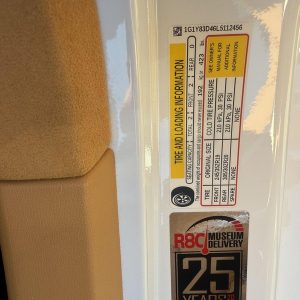 1G1Y83D46L5112456
TIRE AND LOADING INFORMATION
SEATING CAPACITY TOTAL 2 FRONT 2 REAR 0
The combined weight of occupants and cargo should never exceed 192 kg or 423 lbs
TIRE ORIGINAL SIZE COLD TIRE PRESSURE
FRONT 210 kPa, 30 PSI
REAR 210 kPa, 30 PSI
SPARE NONE NONE
SEE OWNER'S
MANUAL FOR
ADDITIONAL
INFORMATION
R8C MUSEUM
DELIVERY
25
YEARS